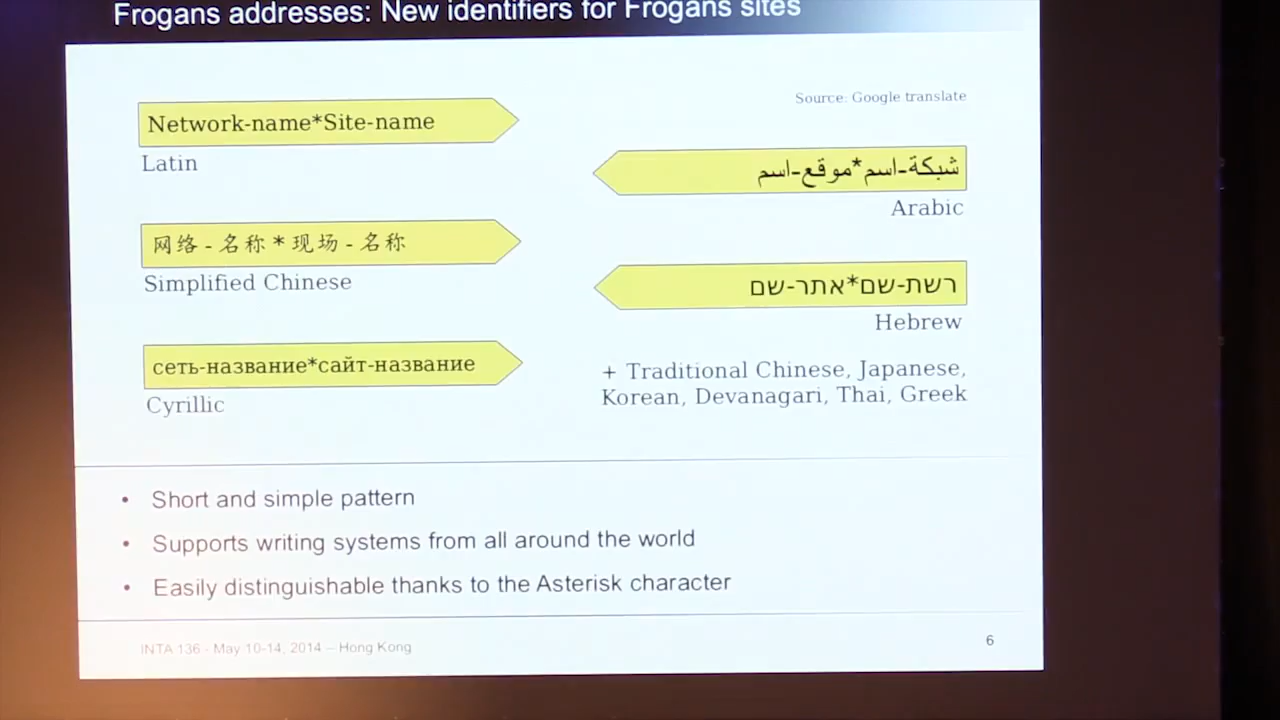 Frogans addresses: New identifiers for Frogans sites
Network-name*Site-name
Latin
网络 - 名称 * 现场 - 名称
Simplified Chinese
сеть-название*сайт-название
Cyrillic
Source: Google translate
شبكة-اسم*موقع-اسم
Arabic
רשת-שם*אתר-שם
Hebrew
+ Traditional Chinese, Japanese,
Korean, Devanagari, Thai, Greek
• Short and simple pattern
• Supports writing systems from all around the world
• Easily distinguishable thanks to the Asterisk character
INTA 136 - May 10-14, 2014 – Hong Kong
6